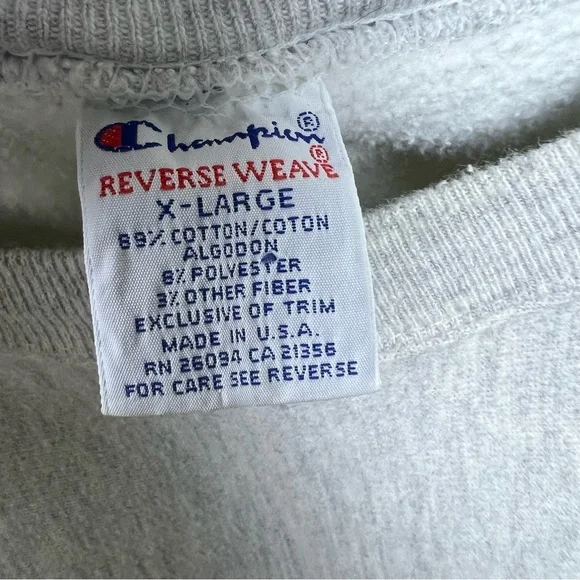 Champion®
REVERSE WEAVE®
X-LARGE
89% COTTON/COTON
ALGODON
8% POLYESTER
3% OTHER FIBER
EXCLUSIVE OF TRIM
MADE IN U.S.A.
RN 26094 CA 21356
FOR CARE SEE REVERSE